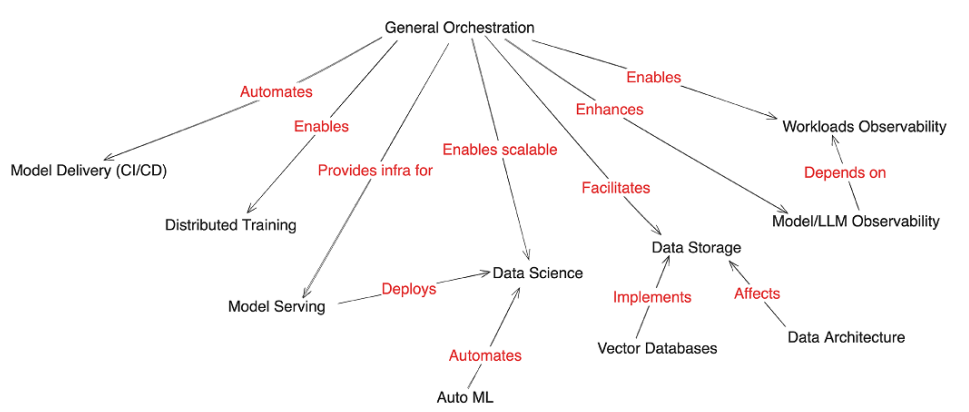 General Orchestration
Enables
Automates
Enhances
Enables
Workloads Observability
Enables scalable
Provides infra for
Model Delivery (CI/CD)
Depends on
Facilitates
Distributed Training
Model/LLM Observability
Data Storage
Data Science
Deploys
Implements
Affects
Model Serving
Data Architecture
Vector Databases
Automates
Auto ML